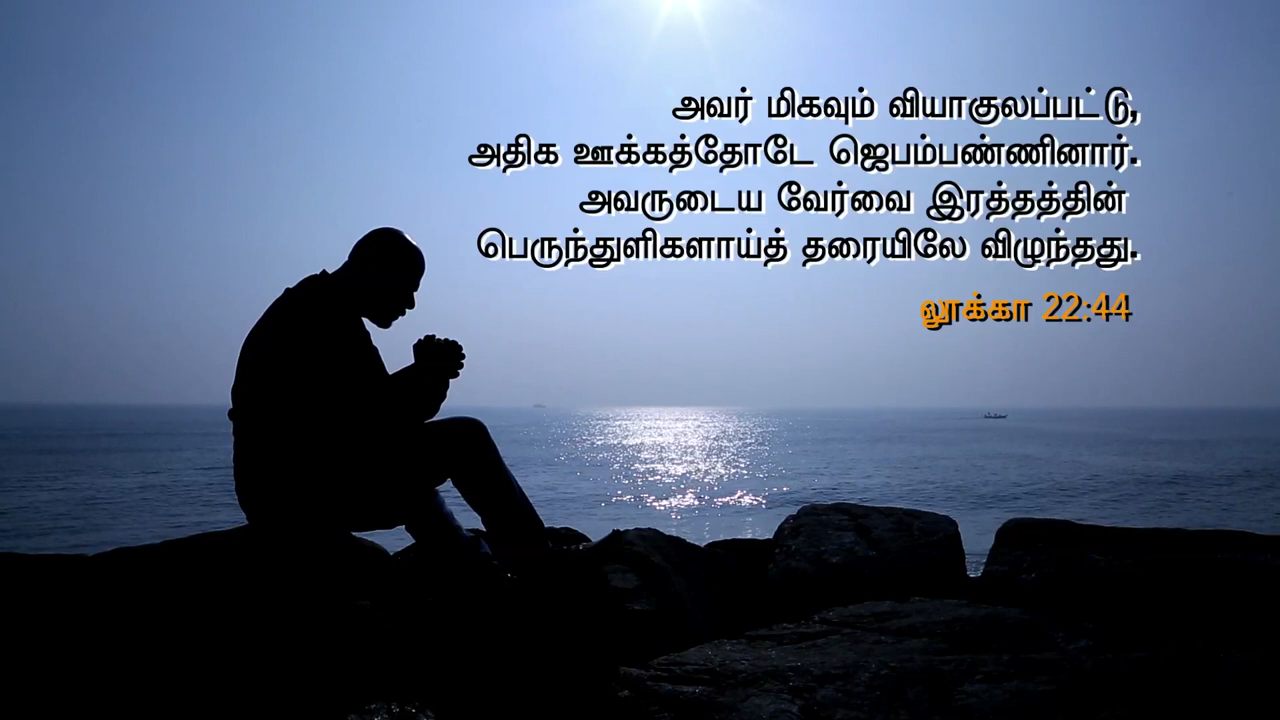 அவர் மிகவும் வியாகுலப்பட்டு,
அதிக ஊக்கத்தோடே ஜெபம்பண்ணினார்.
அவருடைய வேர்வை இரத்தத்தின்
பெருந்துளிகளாய்த் தரையிலே விழுந்தது.
லூக்கா 22:44